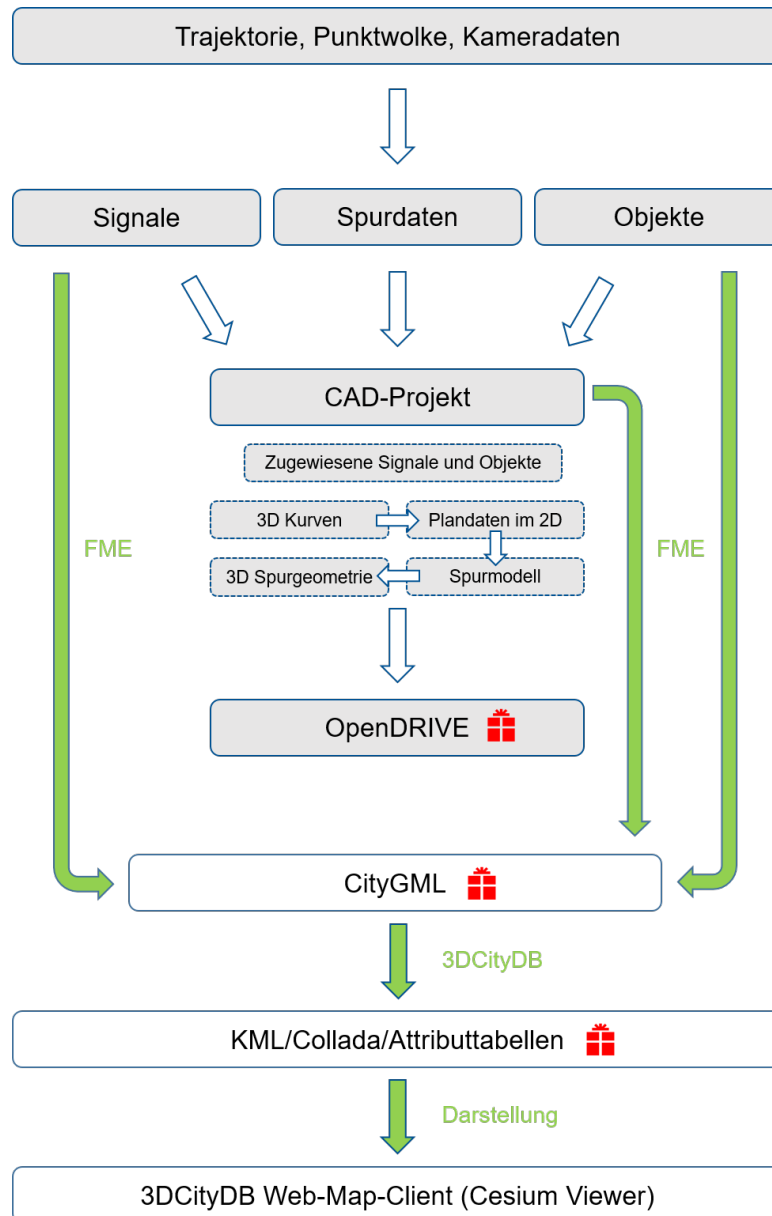 Trajektorie, Punktwolke, Kameradaten
Signale
Spurdaten
Objekte
CAD-Projekt
Zugewiesene Signale und Objekte
3D Kurven
Plandaten im 2D
FME
FME
3D Spurgeometrie
Spurmodell
OpenDRIVE
CityGML
3DCityDB
KML/Collada/Attributtabellen
Darstellung
3DCityDB Web-Map-Client (Cesium Viewer)